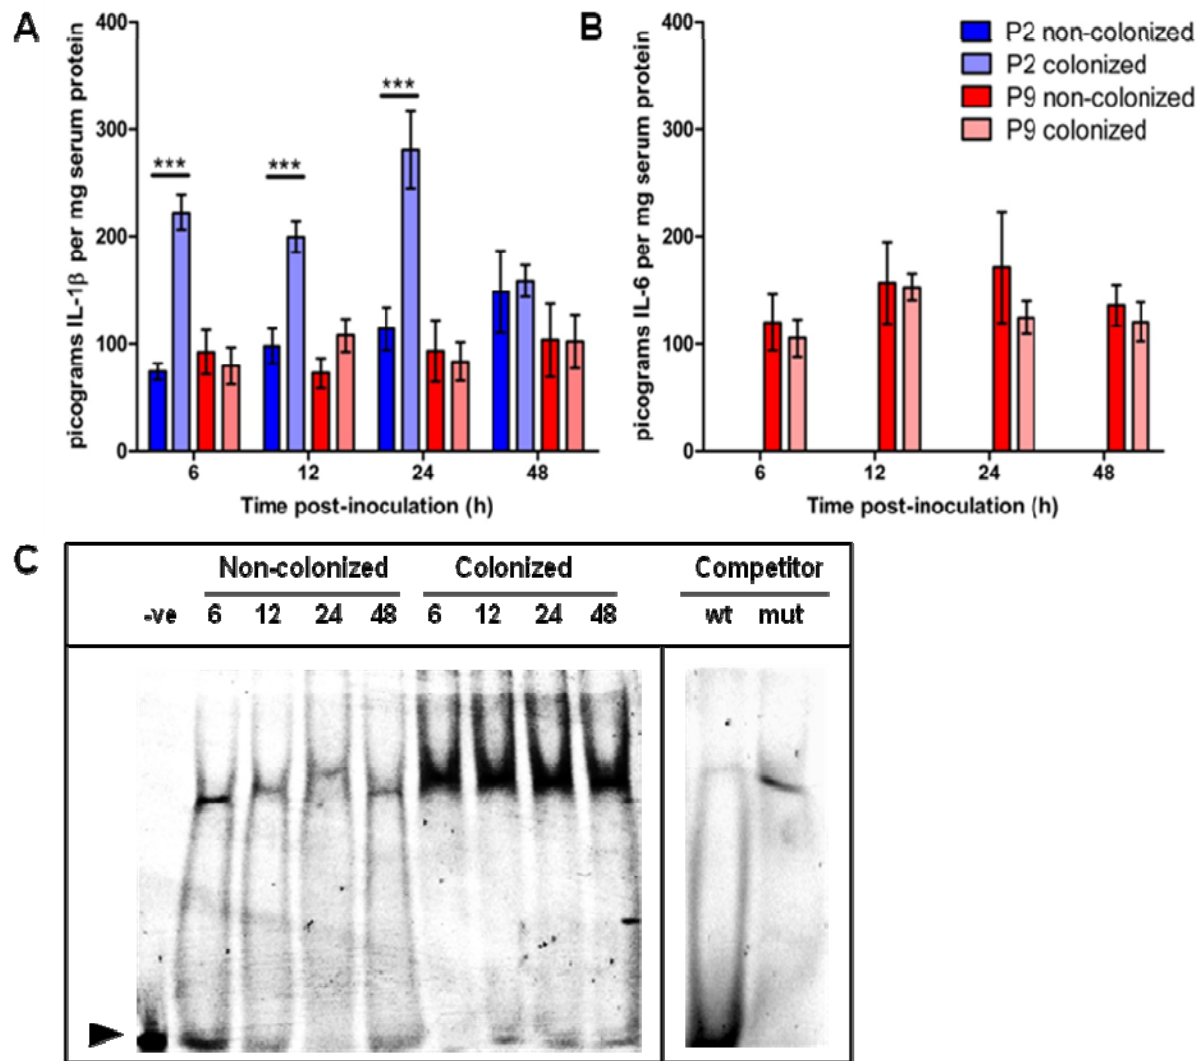 A
400
300
200
100
0
picograms IL-1β per mg serum protein
***
***
***
6 12 24 48
Time post-inoculation (h)
B
400
300
200
100
0
picograms IL-6 per mg serum protein
P2 non-colonized
P2 colonized
P9 non-colonized
P9 colonized
6 12 24 48
Time post-inoculation (h)
C
Non-colonized Colonized Competitor
-ve 6 12 24 48 6 12 24 48 wt mut